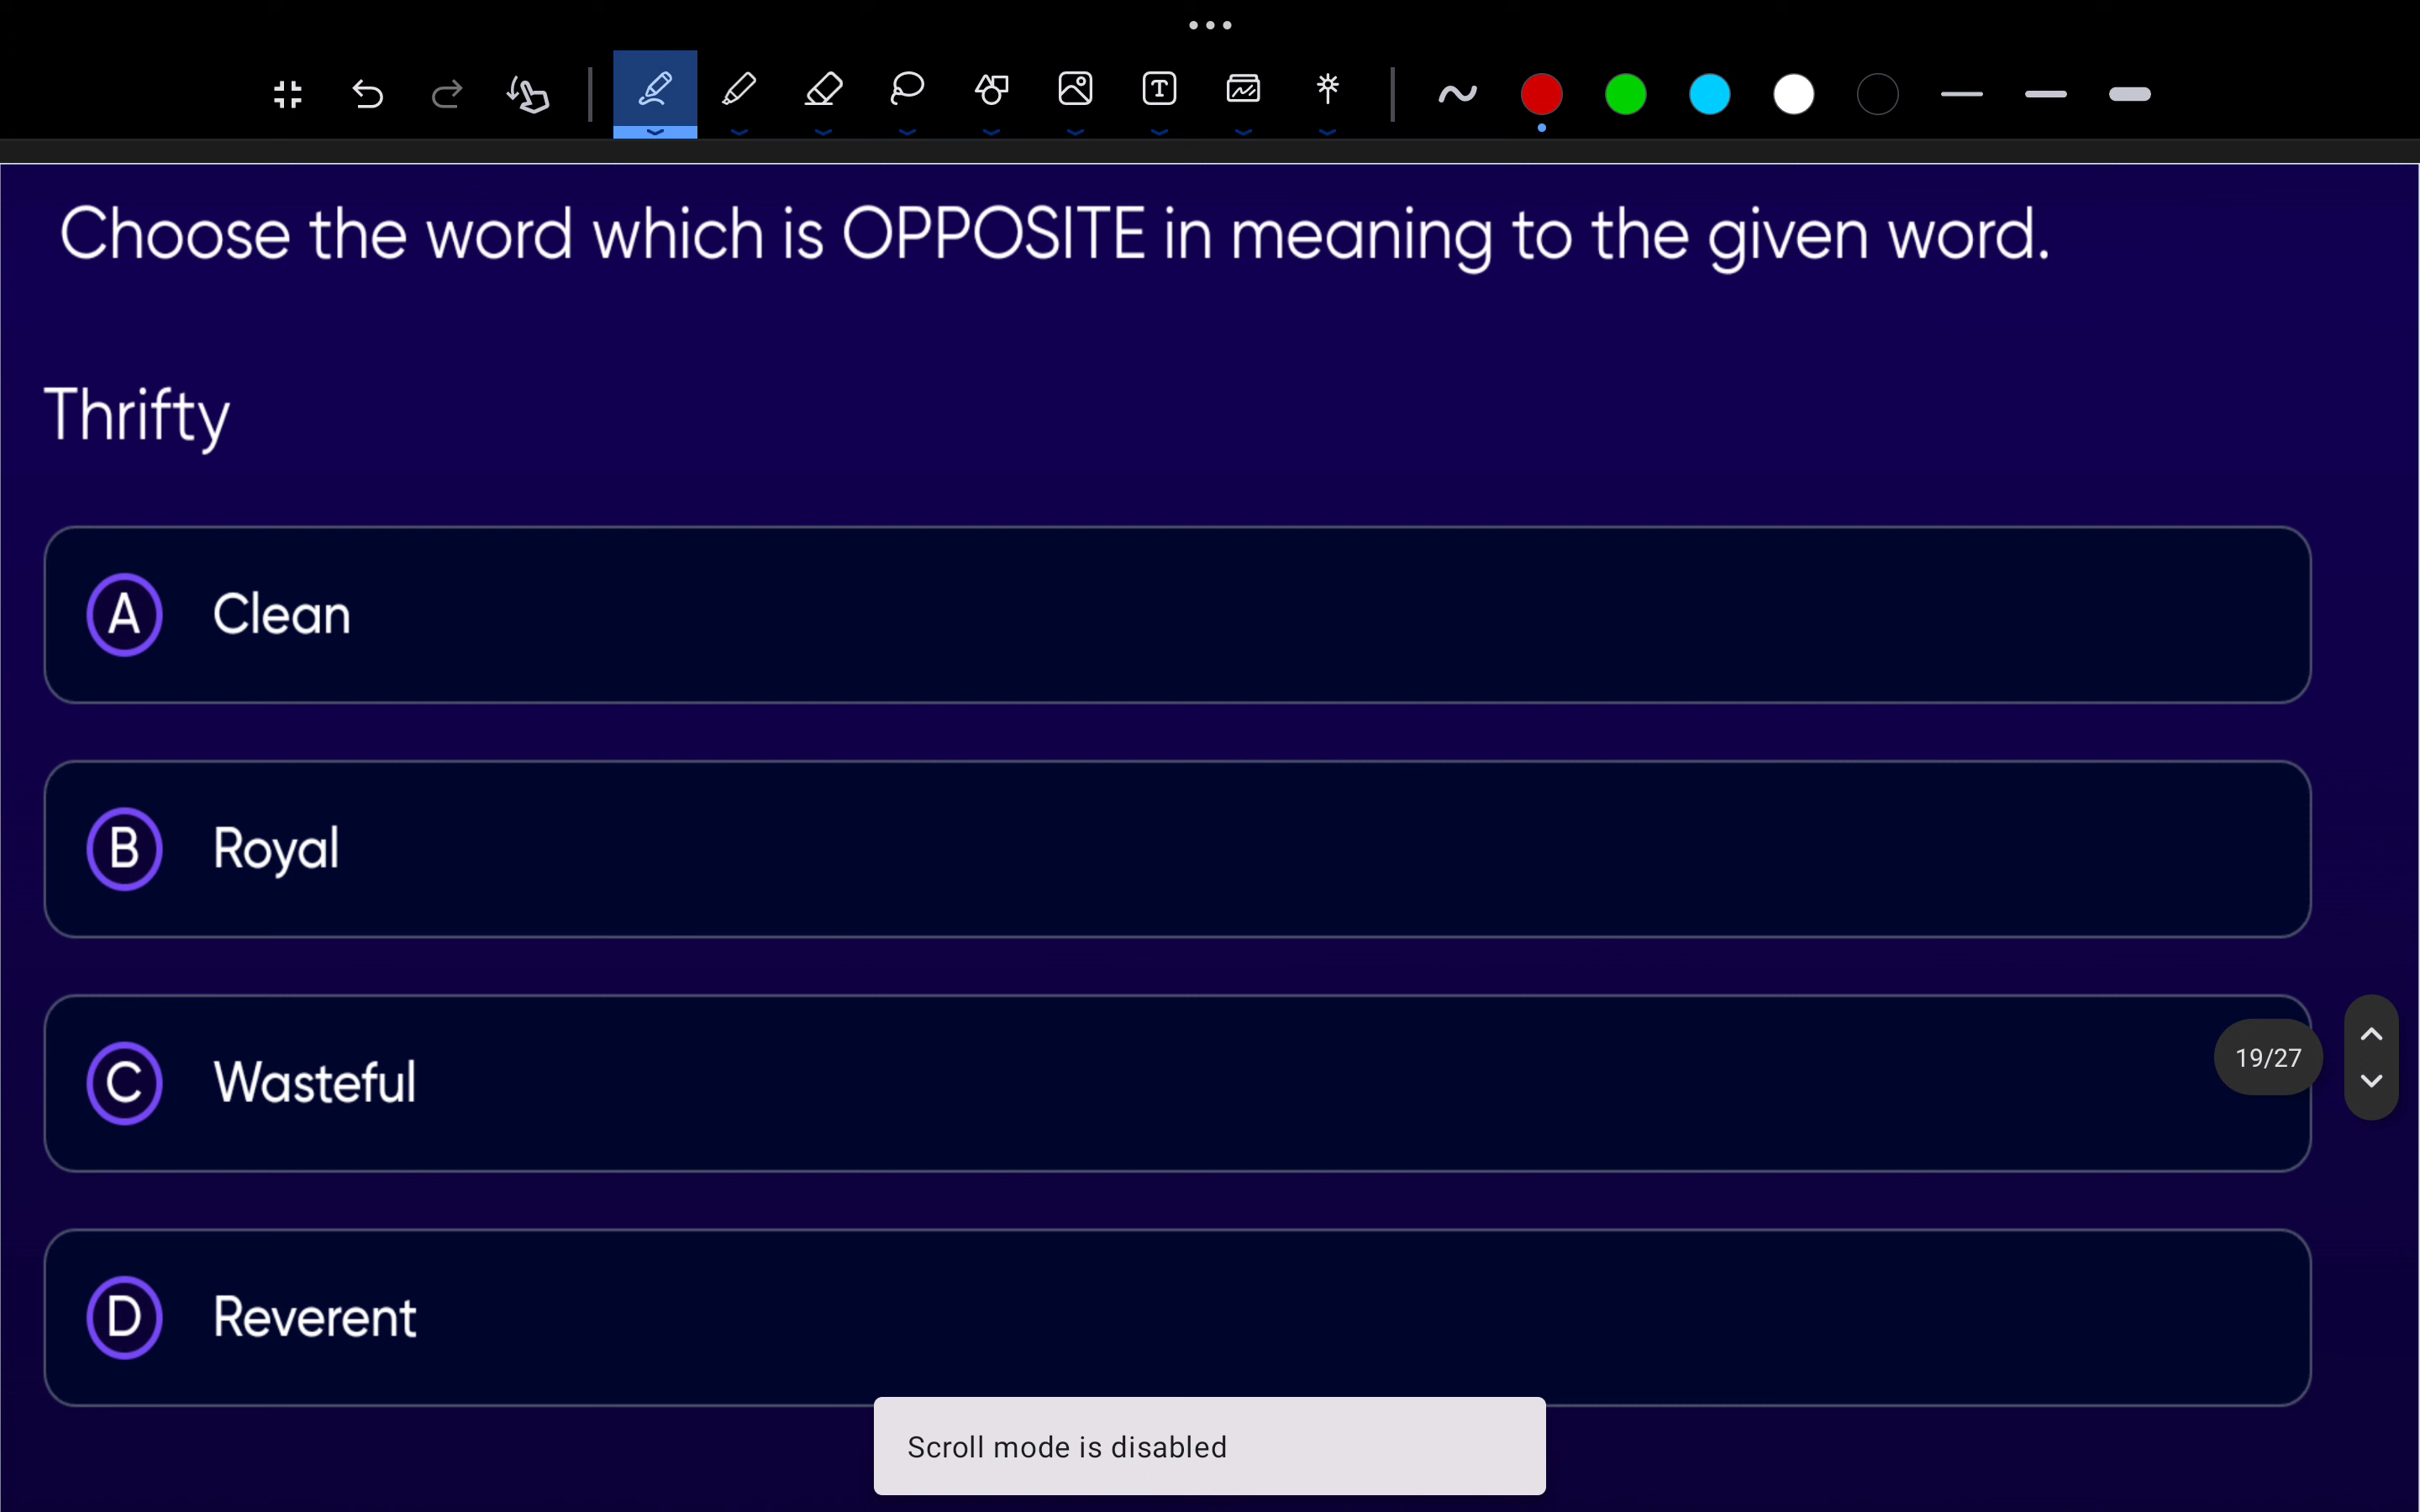 Choose the word which is OPPOSITE in meaning to the given word.
Thrifty
A Clean
B Royal
C Wasteful
19/27
D Reverent
Scroll mode is disabled